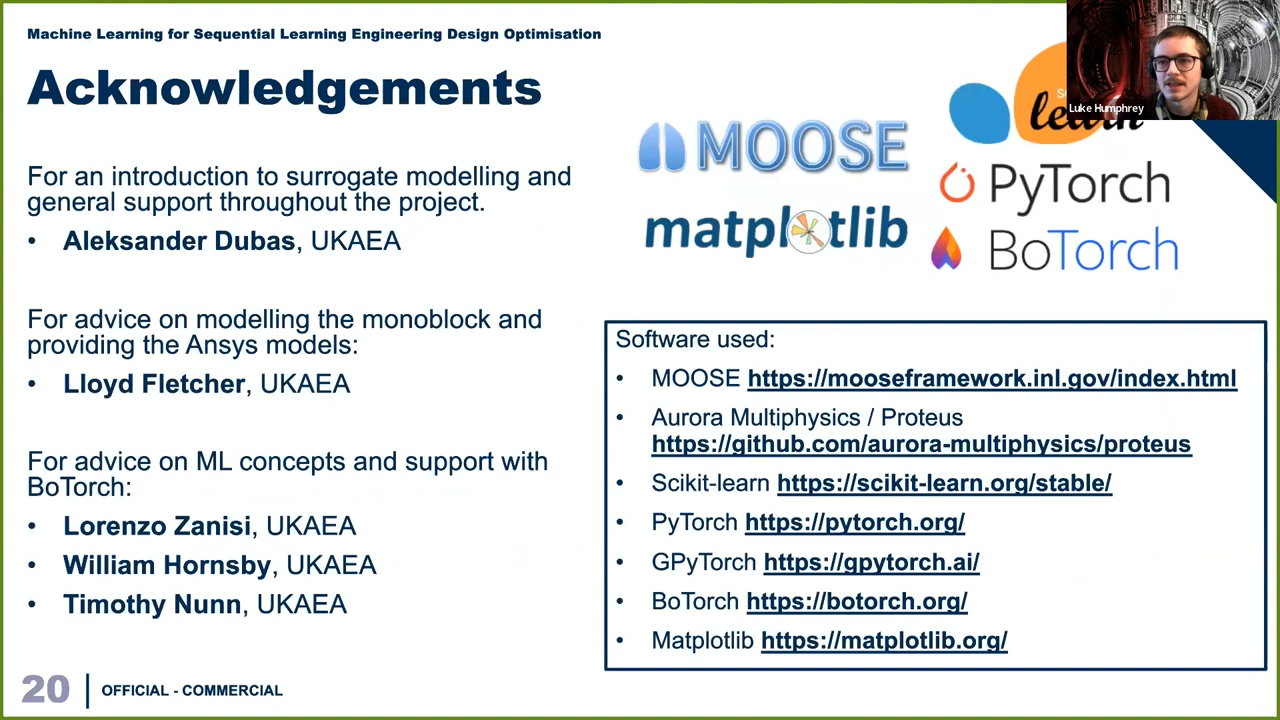 Machine Learning for Sequential Learning Engineering Design Optimisation
Acknowledgements
For an introduction to surrogate modelling and
general support throughout the project.
• Aleksander Dubas, UKAEA
For advice on modelling the monoblock and
providing the Ansys models:
• Lloyd Fletcher, UKAEA
For advice on ML concepts and support with
BoTorch:
• Lorenzo Zanisi, UKAEA
• William Hornsby, UKAEA
• Timothy Nunn, UKAEA
MOOSE
matplotlib
learn
PyTorch
BoTorch
Luke Humphrey
Software used:
• MOOSE https://mooseframework.inl.gov/index.html
• Aurora Multiphysics / Proteus
https://github.com/aurora-multiphysics/proteus
• Scikit-learn https://scikit-learn.org/stable/
• PyTorch https://pytorch.org/
• GPyTorch https://gpytorch.ai/
• BoTorch https://botorch.org/
• Matplotlib https://matplotlib.org/
20
OFFICIAL - COMMERCIAL